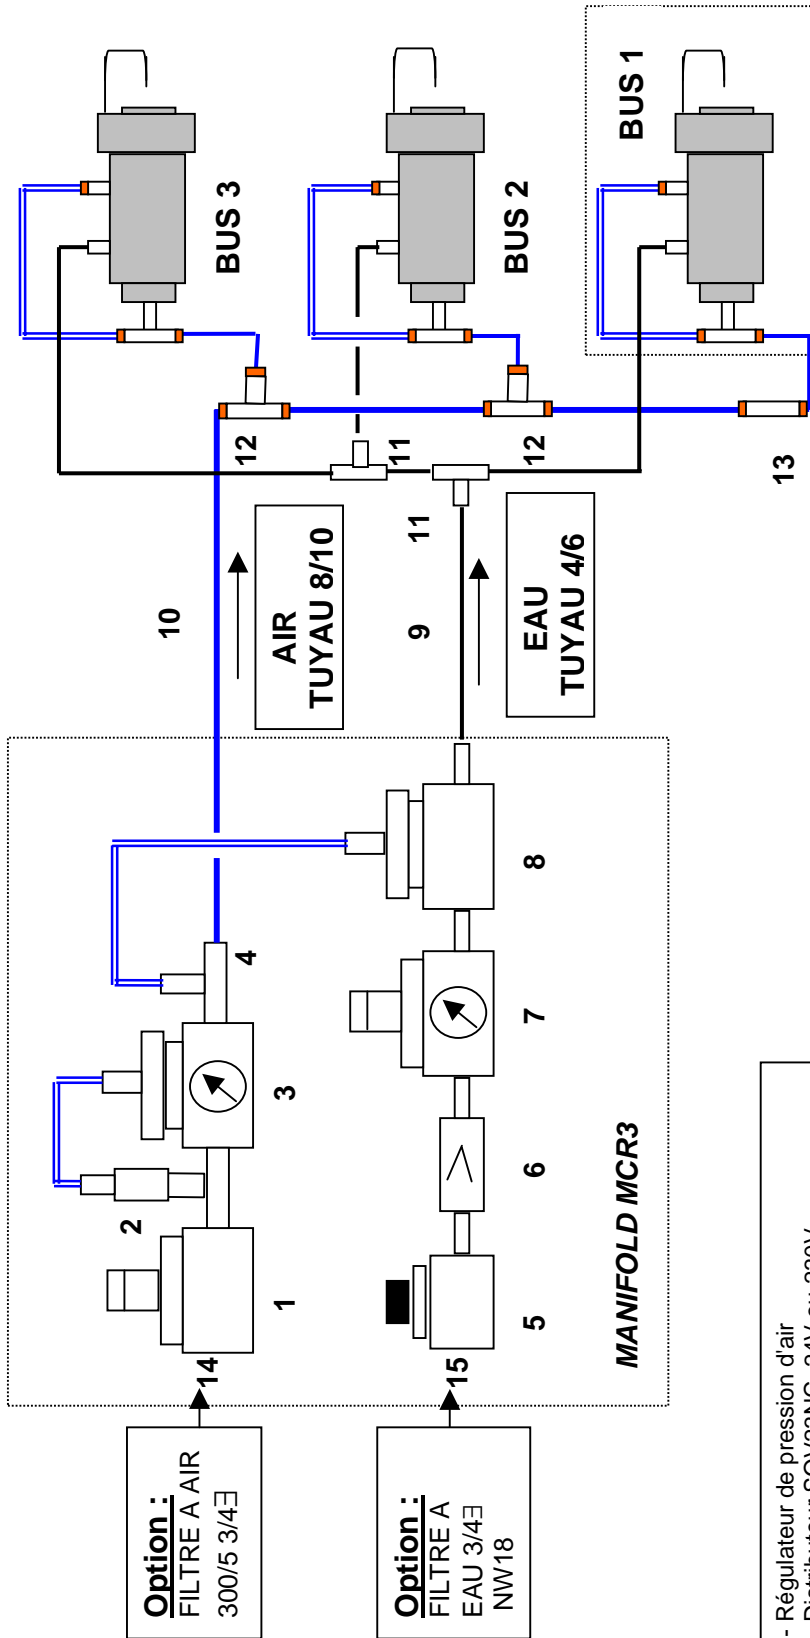 BUS 3
BUS 2
BUS 1
12
11
12
13
11
10
AIR
TUYAU 8/10
9
EAU
TUYAU 4/6
4
3
2
1
14
8
7
6
5
15
MANIFOLD MCR3
Option :
FILTRE A AIR
300/5 3/4
Option :
FILTRE A
EAU 3/4
NW18
- Régulateur de pression d'air